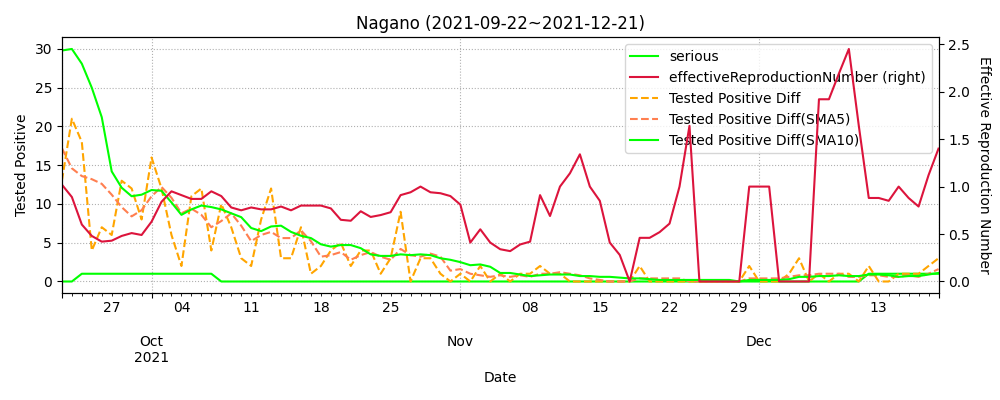 Nagano (2021-09-22~2021-12-21)
serious
effectiveReproductionNumber (right)
Tested Positive Diff
Tested Positive Diff(SMA5)
Tested Positive Diff(SMA10)
Tested Positive
30
25
20
15
10
5
0
2.5
2.0
1.5
1.0
0.5
0.0
Effective Reproduction Number
27 04 11 18 25 08 15 22 29 06 13
Oct Nov Dec
2021
Date